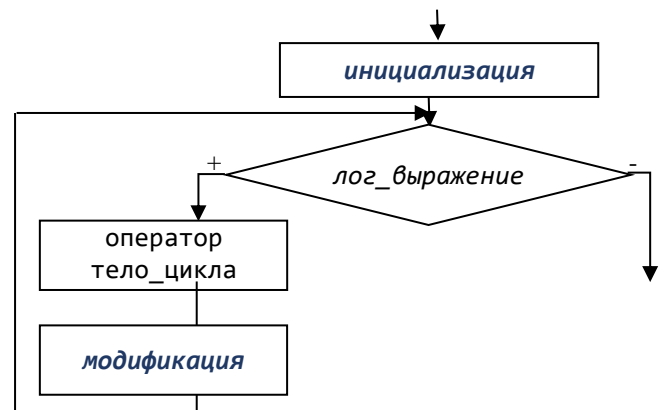 инициализация
+
лог_выражение
-
оператор
тело_цикла
модификация